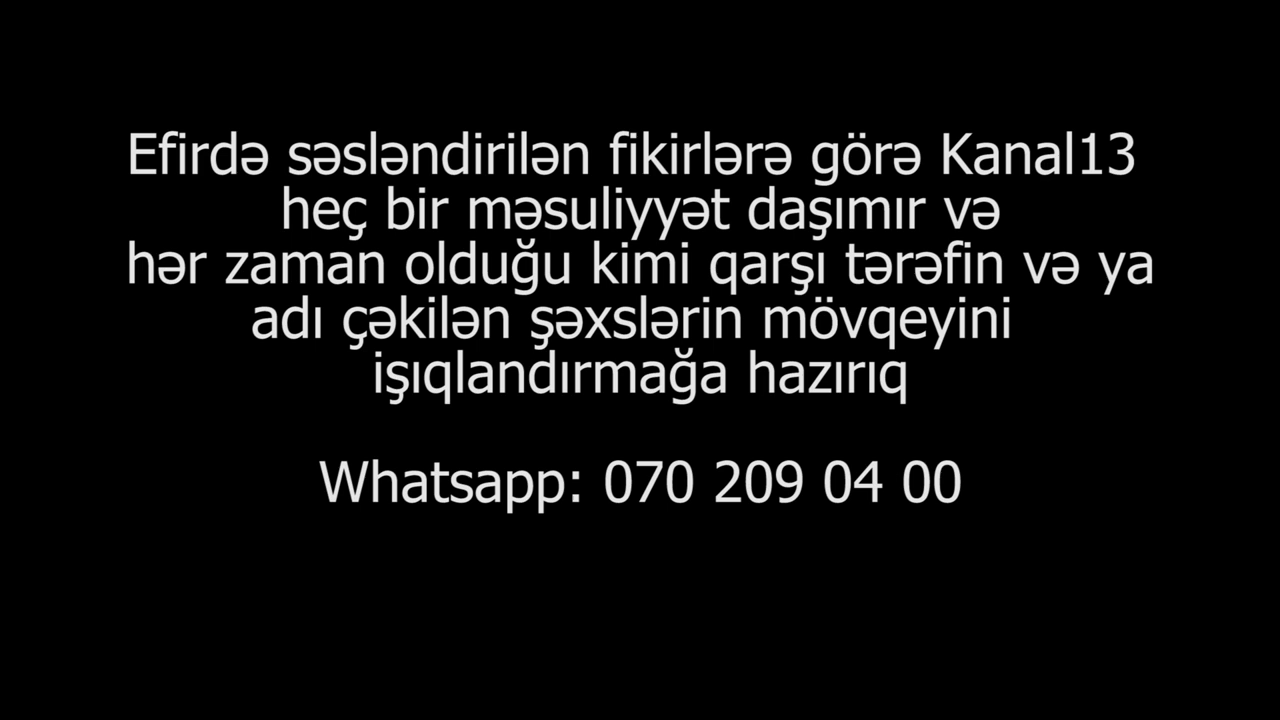 Efirdə səsləndirilən fikirlərə görə Kanal13
heç bir məsuliyyət daşımır və
hər zaman olduğu kimi qarşı tərəfin və ya
adı çəkilən şəxslərin mövqeyini
işıqlandırmağa hazırıq
Whatsapp: 070 209 04 00